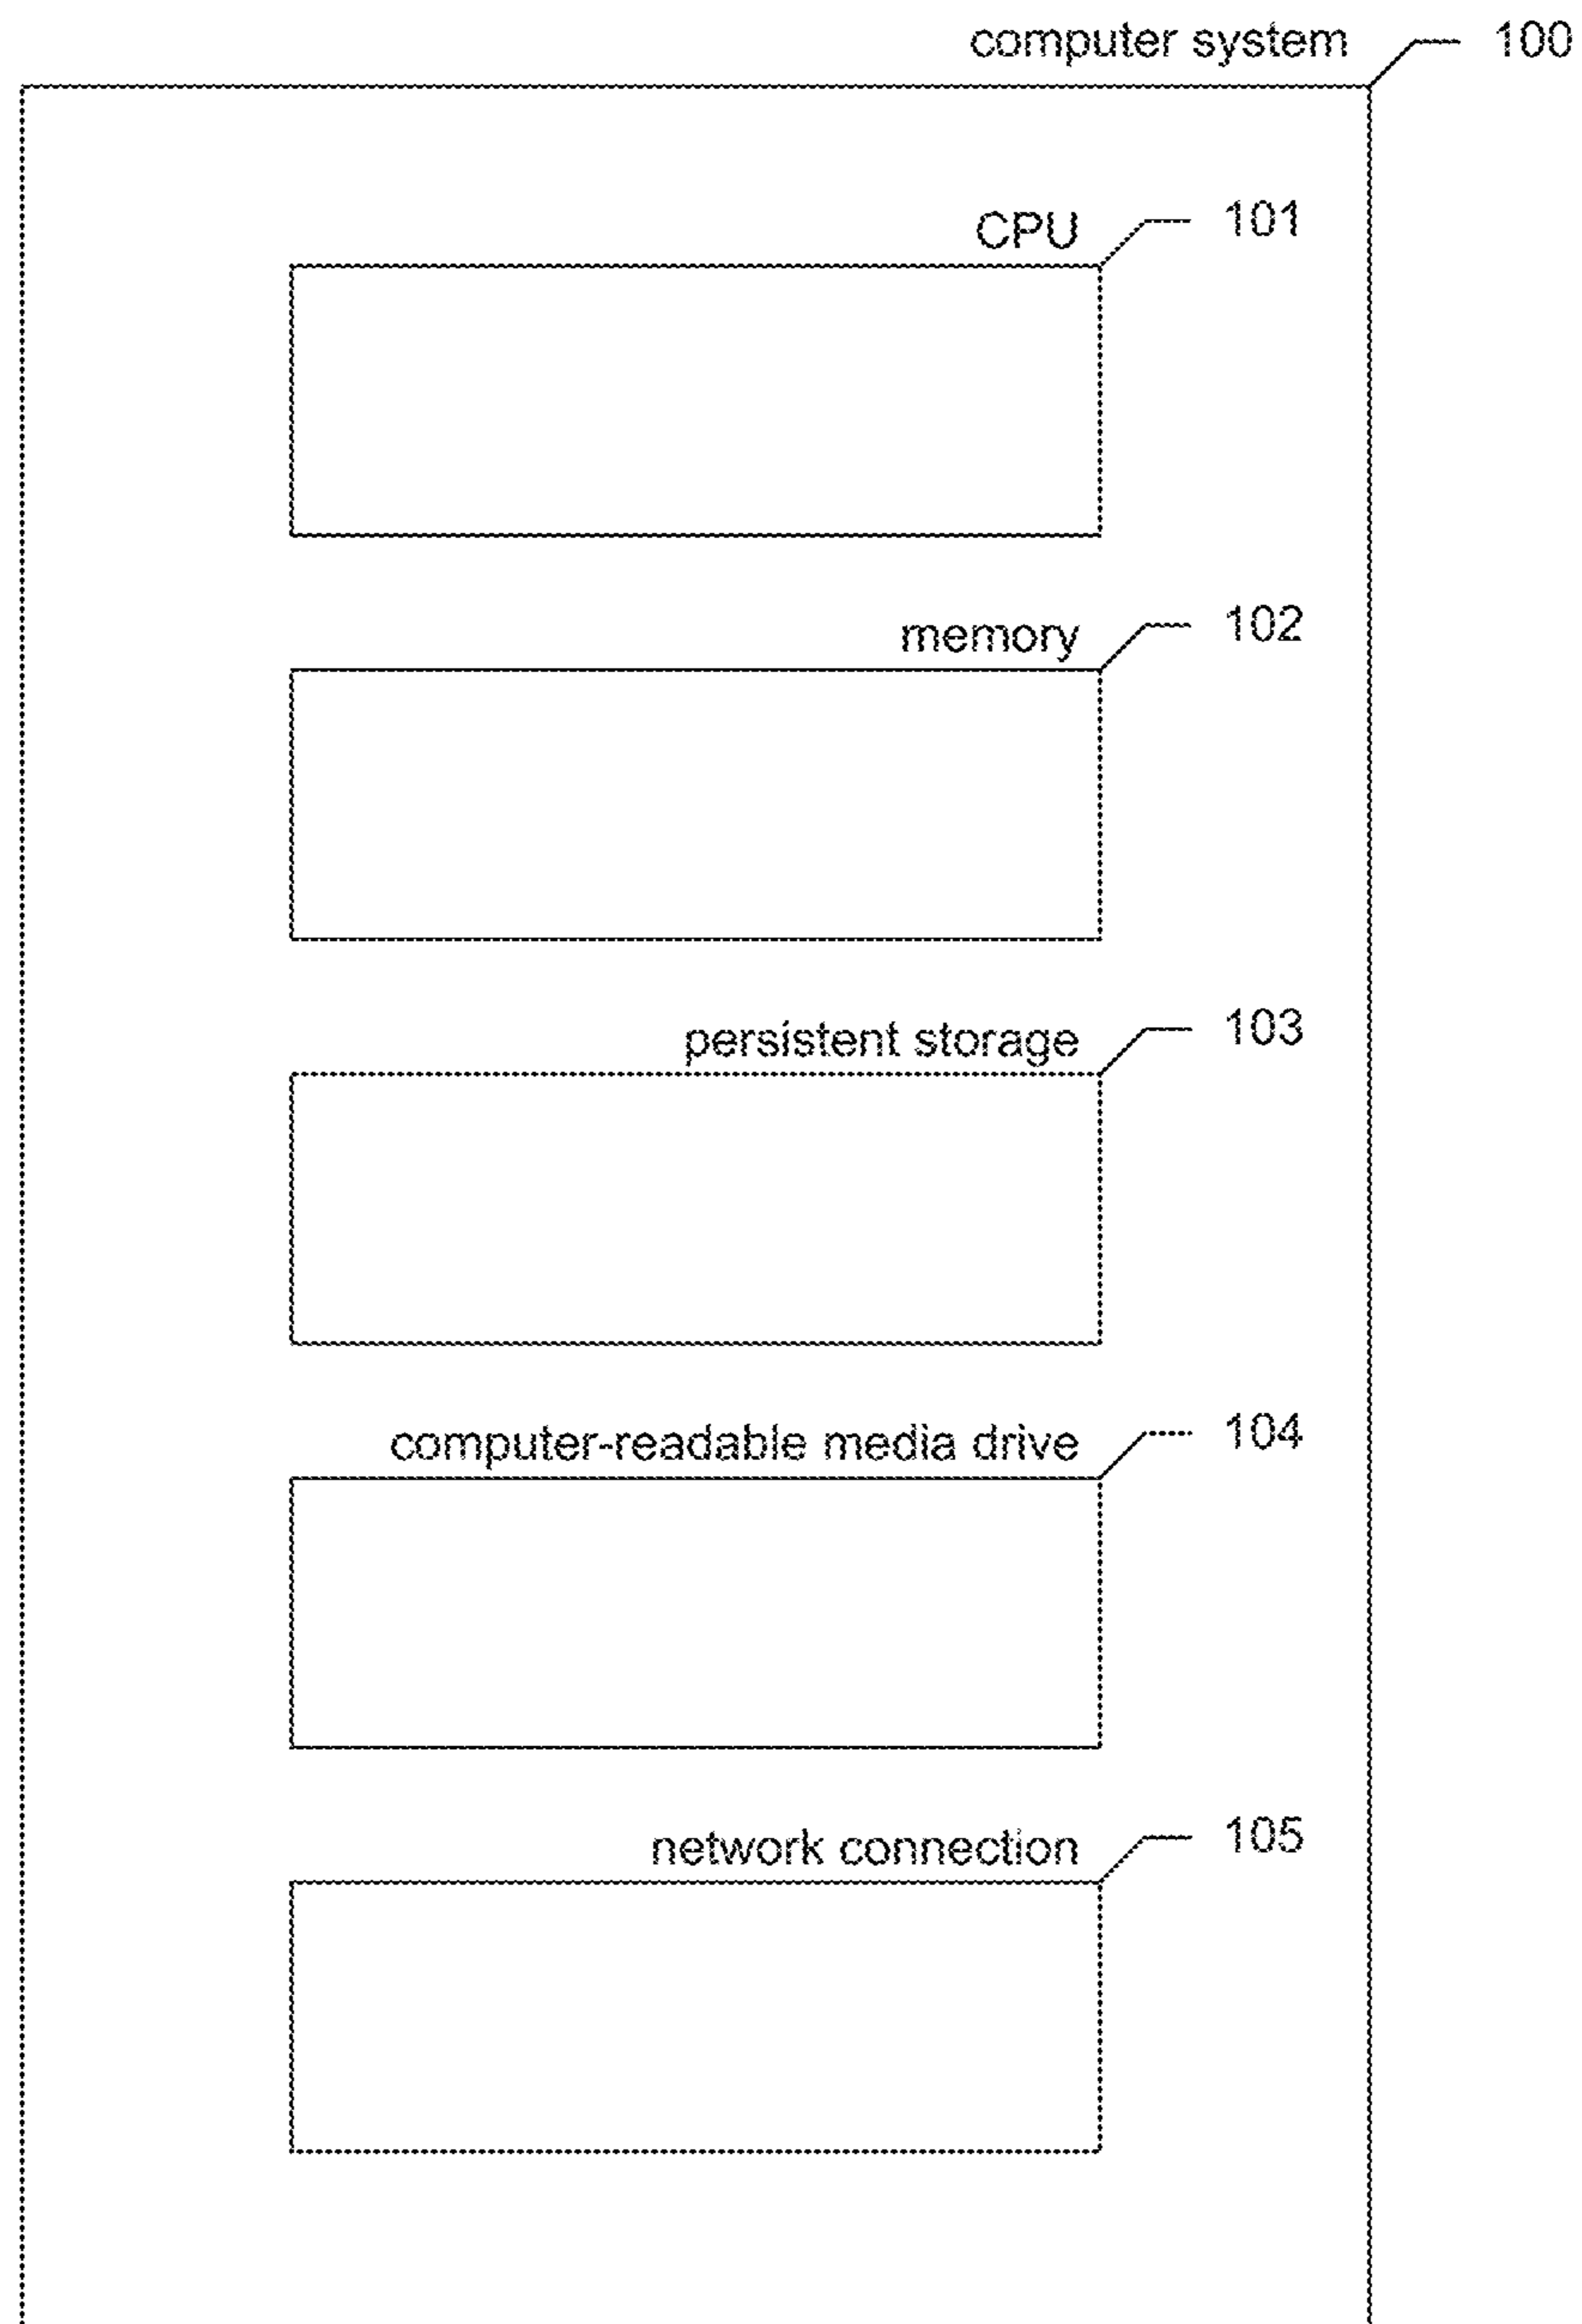 computer system 100
CPU 101
memory 102
persistent storage 103
computer-readable media drive 104
network connection 105